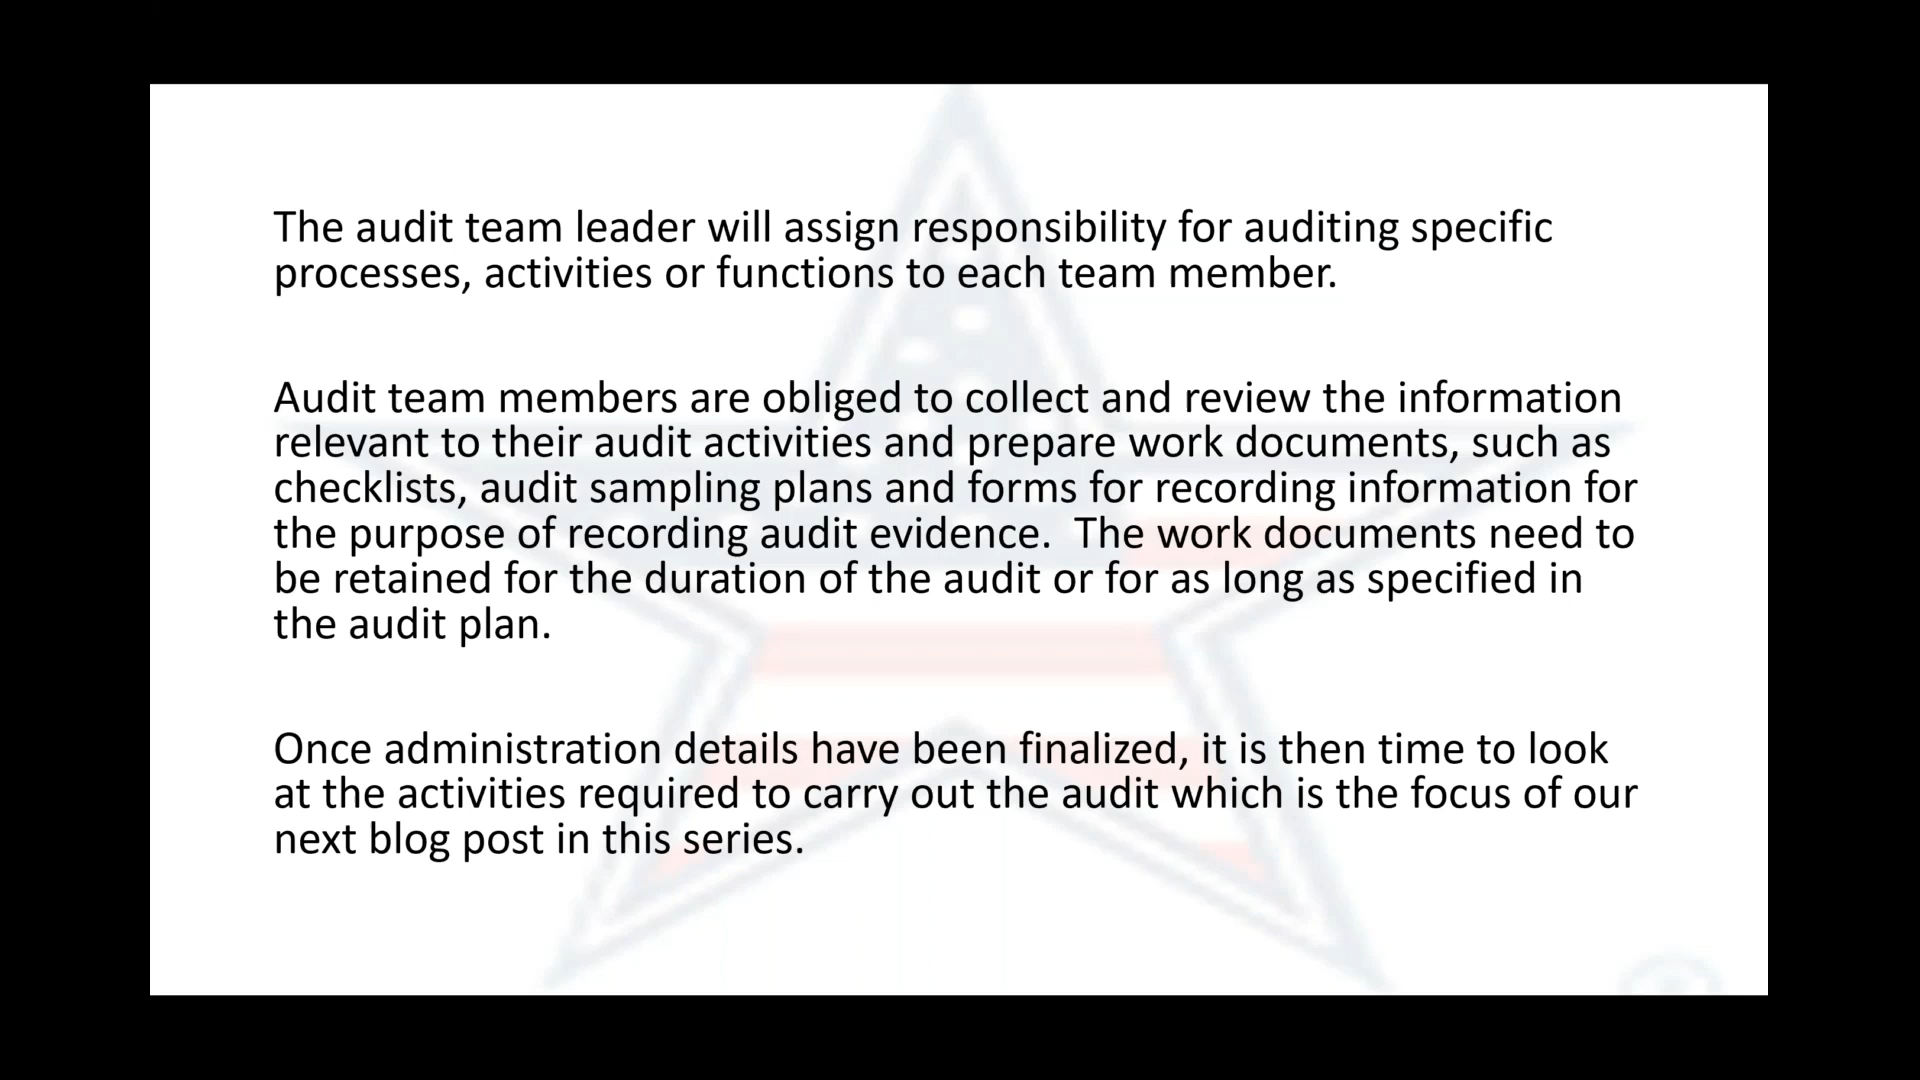 The audit team leader will assign responsibility for auditing specific
processes, activities or functions to each team member.
Audit team members are obliged to collect and review the information
relevant to their audit activities and prepare work documents, such as
checklists, audit sampling plans and forms for recording information for
the purpose of recording audit evidence.  The work documents need to
be retained for the duration of the audit or for as long as specified in
the audit plan.
Once administration details have been finalized, it is then time to look
at the activities required to carry out the audit which is the focus of our
next blog post in this series.